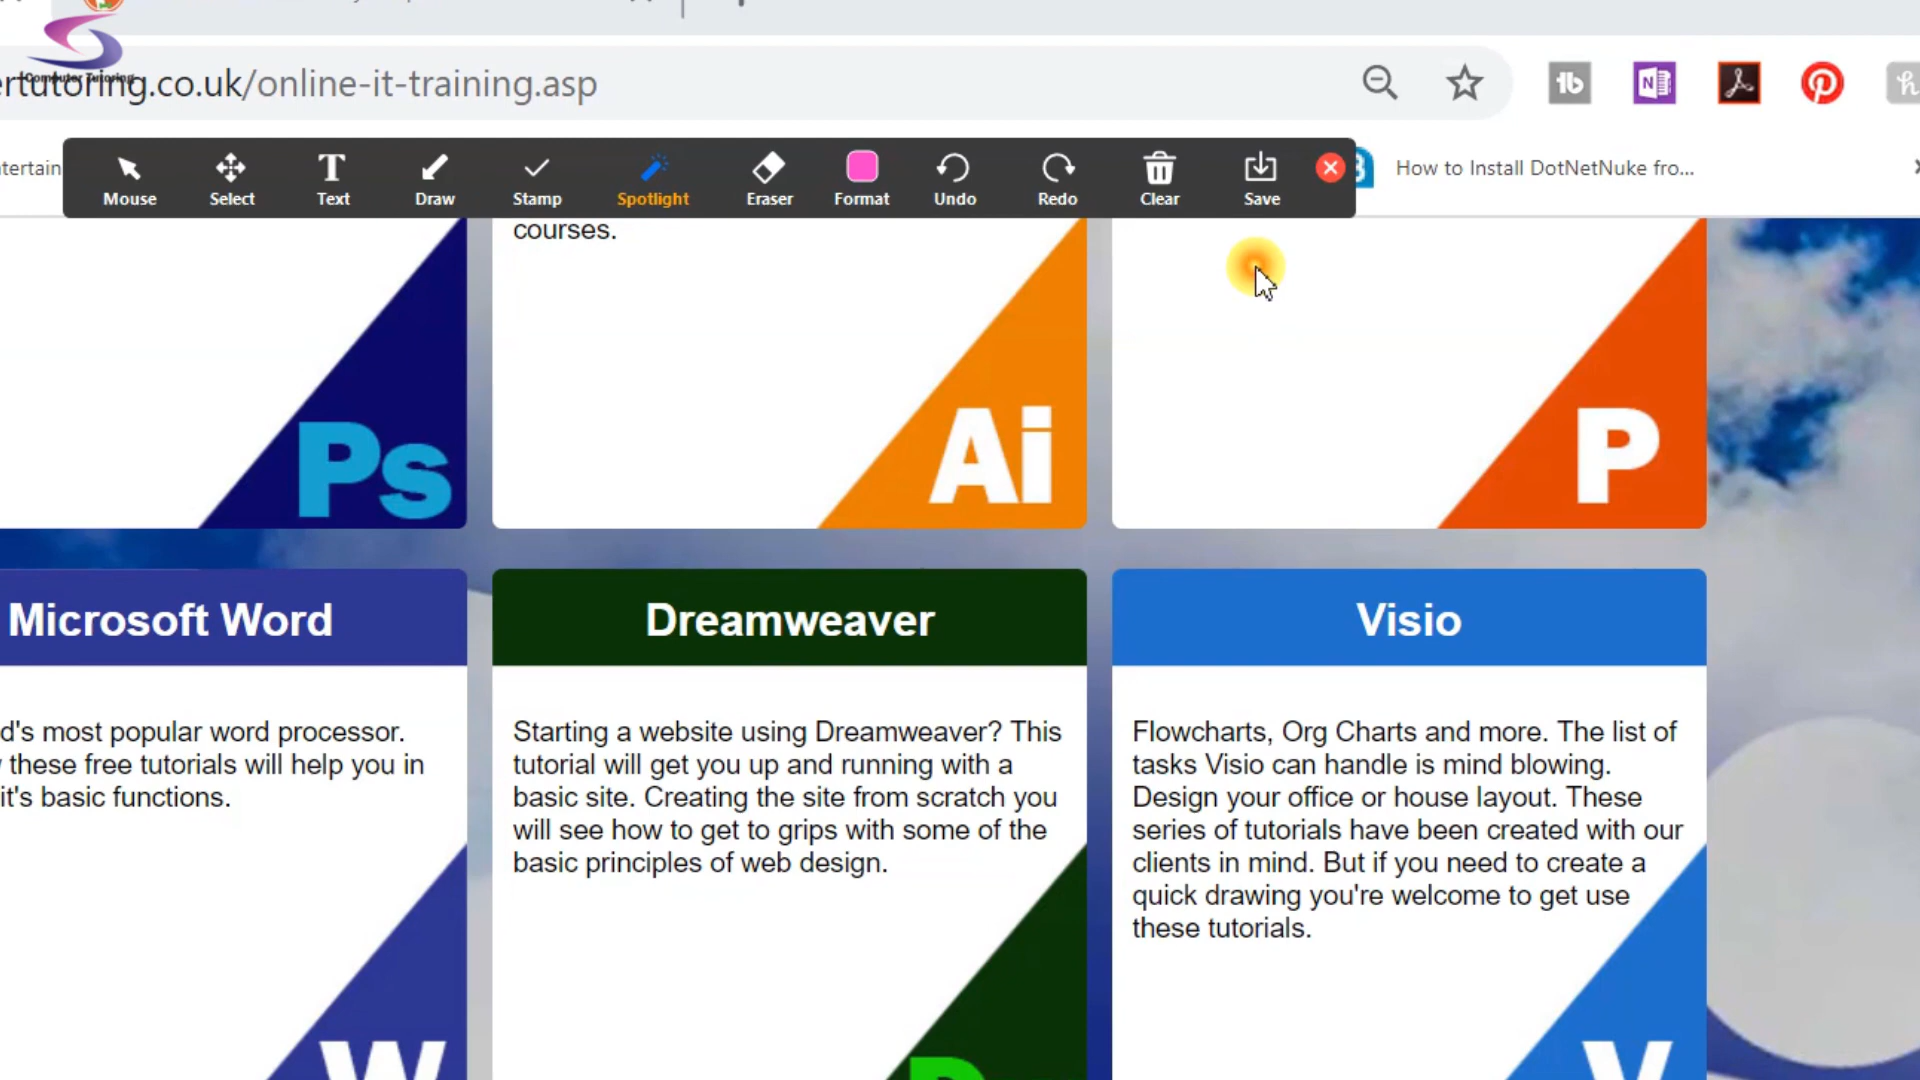 Computer Tutoring
ertutoring.co.uk/online-it-training.asp
ntertain
Mouse
Select
Text
Draw
Stamp
Spotlight
Eraser
Format
Undo
Redo
Clear
Save
How to Install DotNetNuke fro...
courses.
Ps
Ai
P
Microsoft Word
d's most popular word processor.
these free tutorials will help you in
it's basic functions.
W
Dreamweaver
Starting a website using Dreamweaver? This
tutorial will get you up and running with a
basic site. Creating the site from scratch you
will see how to get to grips with some of the
basic principles of web design.
Visio
Flowcharts, Org Charts and more. The list of
tasks Visio can handle is mind blowing.
Design your office or house layout. These
series of tutorials have been created with our
clients in mind. But if you need to create a
quick drawing you're welcome to get use
these tutorials.
V